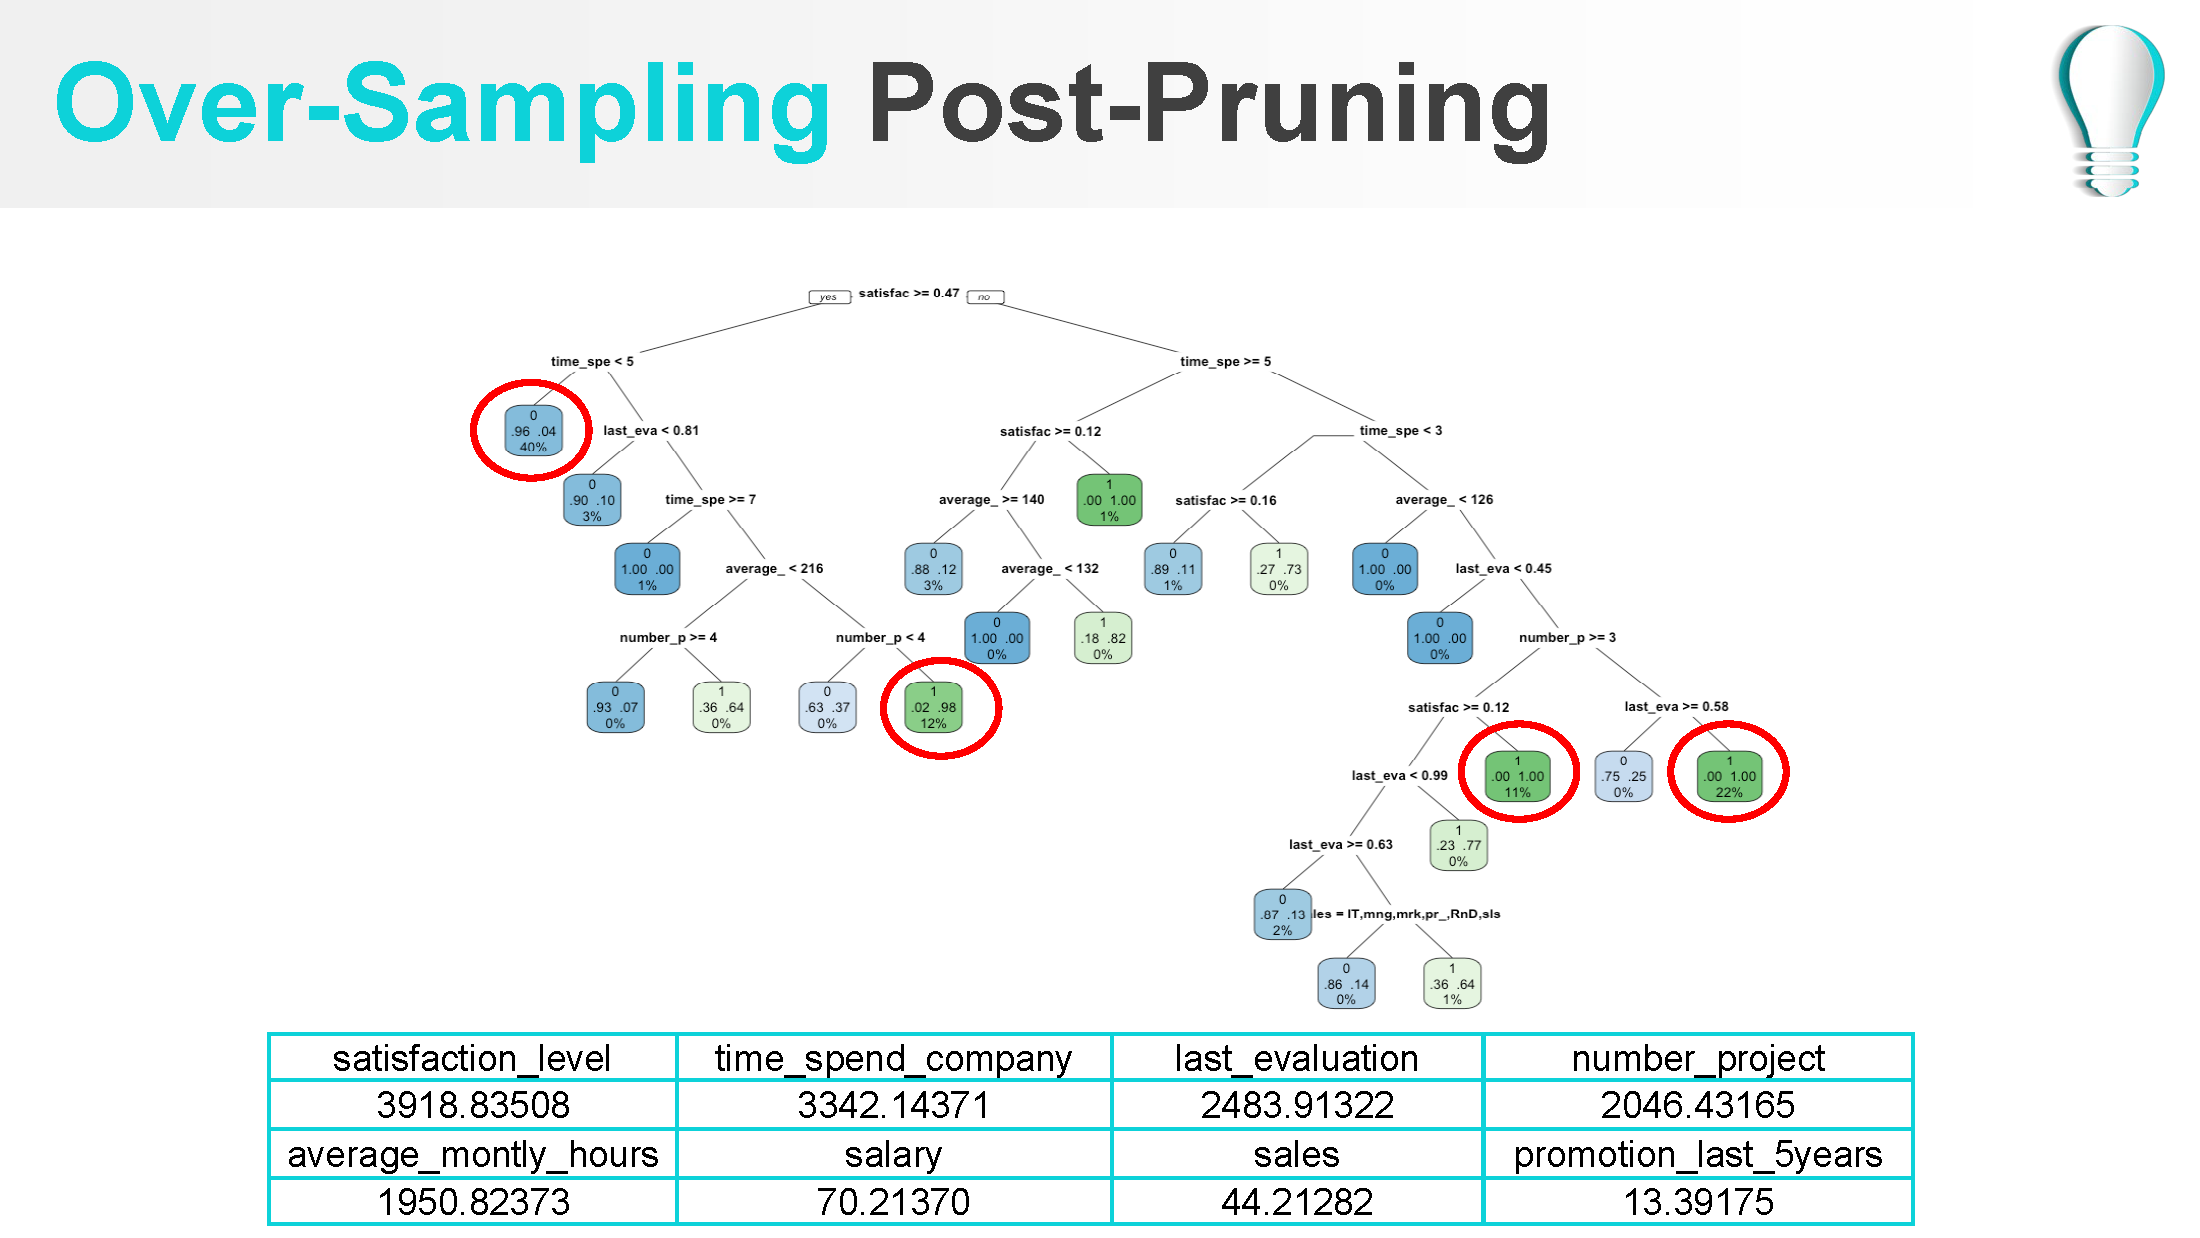 Over-Sampling Post-Pruning
yes satisfac >= 0.47 no
time_spe < 5
time_spe >= 5
0
.96 .04
40%
last_eva < 0.81
satisfac >= 0.12
time_spe < 3
0
.90 .10
3%
time_spe >= 7
average_ >= 140
1
.00 1.00
1%
satisfac >= 0.16
average_ < 126
0
1.00 .00
1%
average_ < 216
0
.88 .12
3%
average_ < 132
0
.89 .11
1%
1
.27 .73
0%
0
1.00 .00
0%
last_eva < 0.45
number_p >= 4
number_p < 4
0
1.00 .00
0%
1
.18 .82
0%
0
1.00 .00
0%
number_p >= 3
0
.93 .07
0%
1
.36 .64
0%
0
.63 .37
0%
1
.02 .98
12%
satisfac >= 0.12
last_eva >= 0.58
last_eva < 0.99
1
.00 1.00
11%
0
.75 .25
0%
1
.00 1.00
22%
last_eva >= 0.63
1
.23 .77
0%
0
.87 .13
2%
les = IT,mng,mrk,pr_,RnD,sls
0
.86 .14
0%
1
.36 .64
1%
satisfaction_level time_spend_company last_evaluation number_project
3918.83508 3342.14371 2483.91322 2046.43165
average_montly_hours salary sales promotion_last_5years
1950.82373 70.21370 44.21282 13.39175